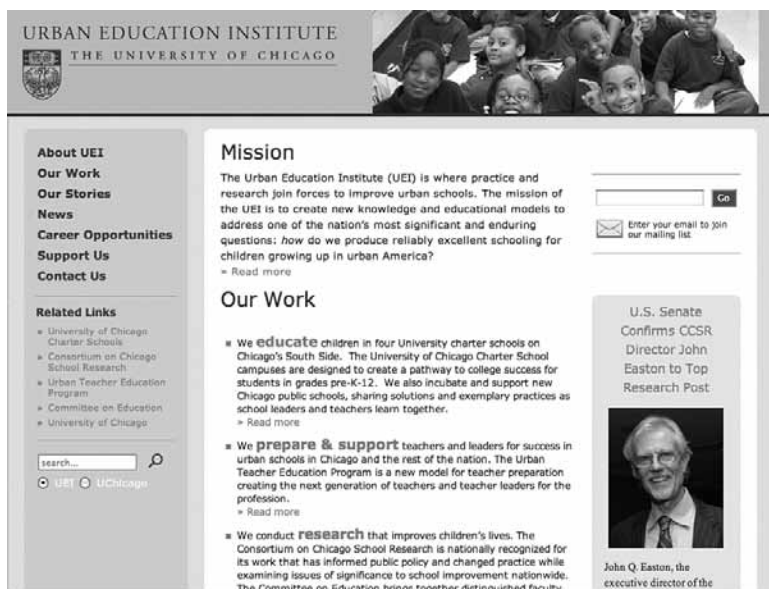 URBAN EDUCATION INSTITUTE
THE UNIVERSITY OF CHICAGO
About UEI
Our Work
Our Stories
News
Career Opportunities
Support Us
Contact Us
Related Links
» University of Chicago
Charter Schools
» Consortium on Chicago
School Research
» Urban Teacher Education
Program
» Committee on Education
» University of Chicago
search...
UEI UChicago
Mission
The Urban Education Institute (UEI) is where practice and
research join forces to improve urban schools. The mission of
the UEI is to create new knowledge and educational models to
address one of the nation's most significant and enduring
questions: how do we produce reliably excellent schooling for
children growing up in urban America?
» Read more
Our Work
We educate children in four University charter schools on
Chicago's South Side. The University of Chicago Charter School
campuses are designed to create a pathway to college success for
students in grades pre-K-12. We also incubate and support new
Chicago public schools, sharing solutions and exemplary practices as
school leaders and teachers learn together.
» Read more
We prepare & support teachers and leaders for success in
urban schools in Chicago and the rest of the nation. The Urban
Teacher Education Program is a new model for teacher preparation
creating the next generation of teachers and teacher leaders for the
profession.
» Read more
We conduct research that improves children's lives. The
Consortium on Chicago School Research is nationally recognized for
its work that has informed public policy and changed practice while
examining issues of significance to school improvement nationwide.
The Committee on Education brings together distinguished faculty
Go
Enter your email to join
our mailing list
U.S. Senate
Confirms CCSR
Director John
Easton to Top
Research Post
John Q. Easton, the
executive director of the